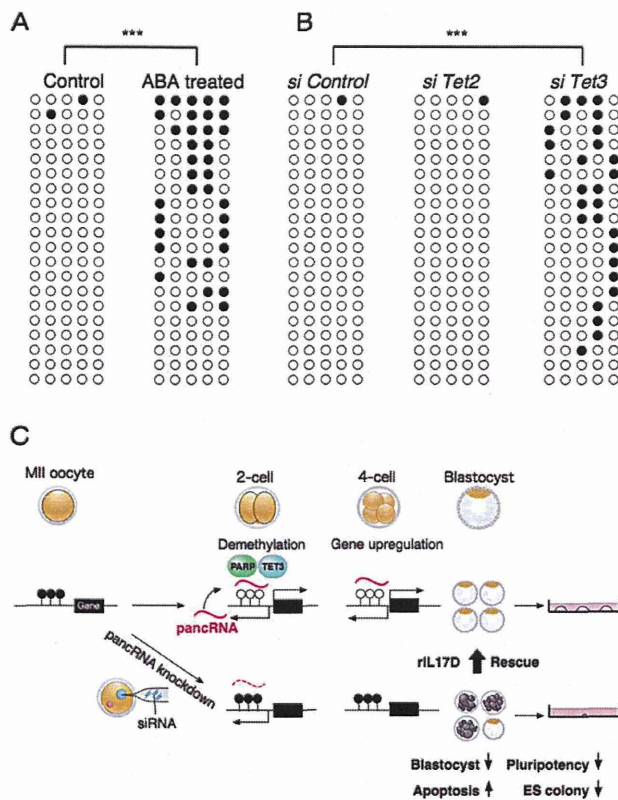 A
B
***
***
Control
ABA treated
si Control
si Tet2
si Tet3
C
MII oocyte
2-cell
4-cell
Blastocyst
Demethylation
Gene upregulation
PARP
TET3
Gene
pancRNA
pancRNA knockdown
rIL17D
Rescue
siRNA
Blastocyst
Pluripotency
Apoptosis
ES colony